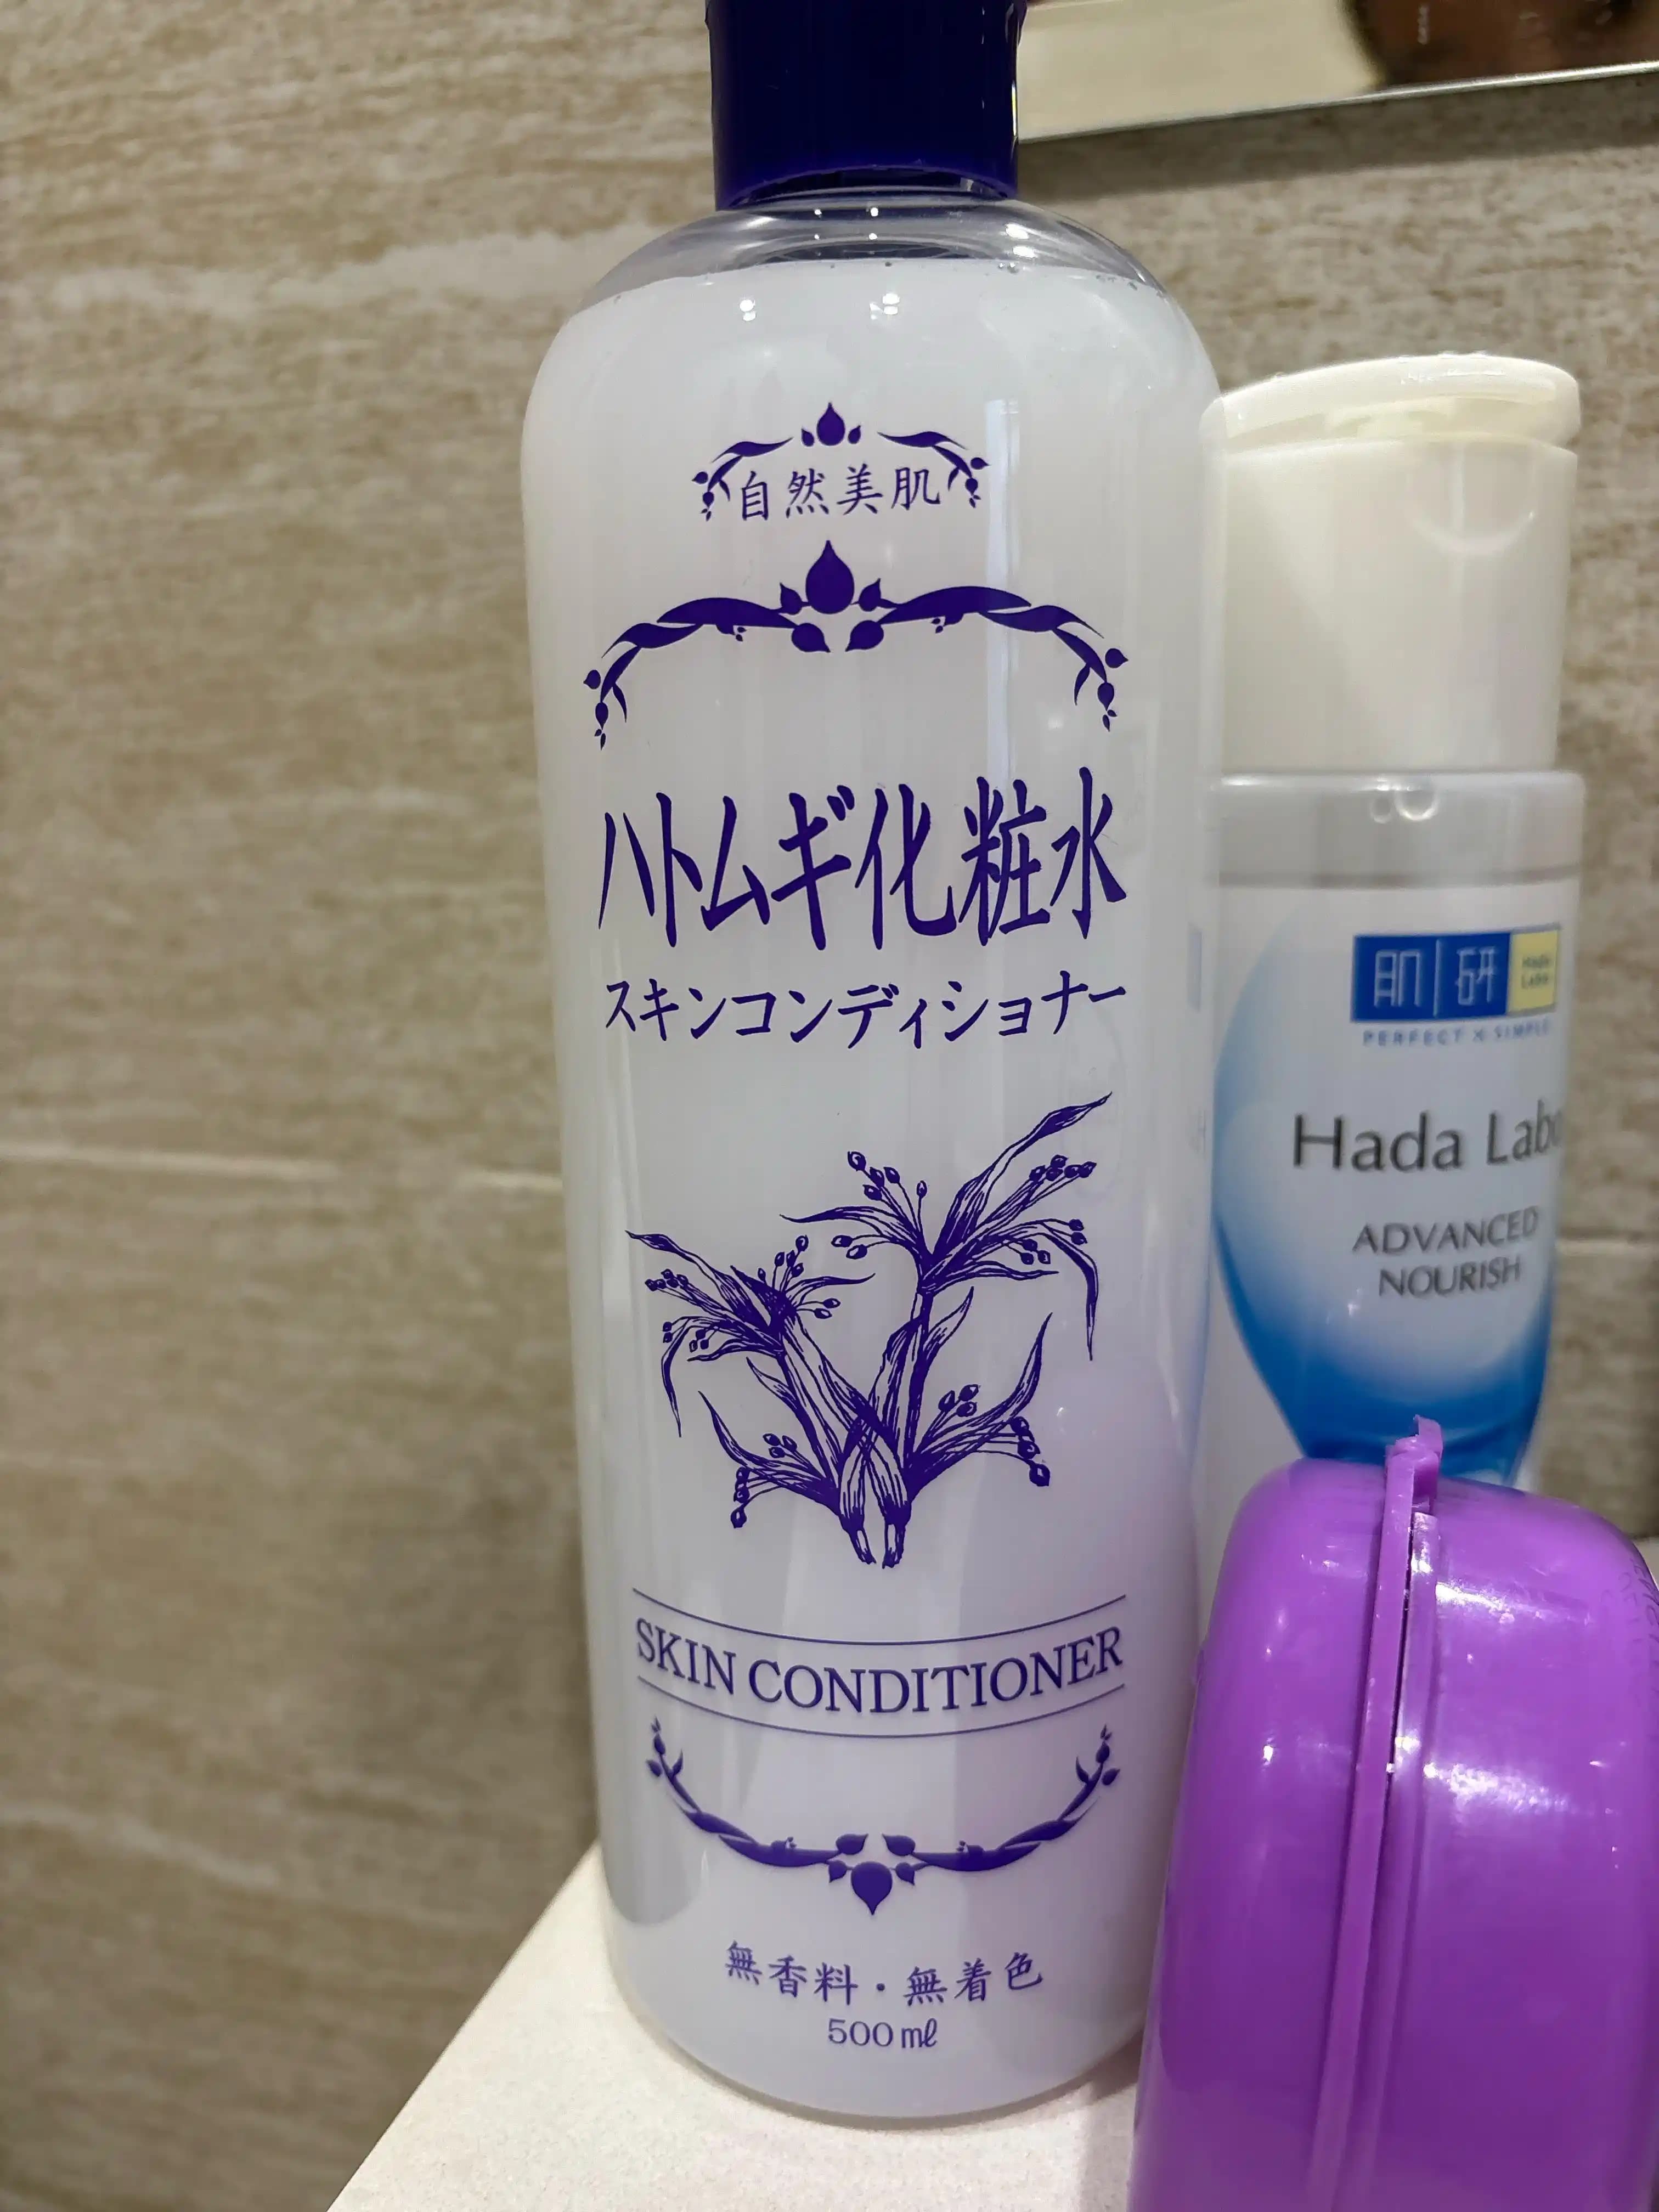 自然美肌
ハトムギ化粧水
スキンコンディショナー
SKIN CONDITIONER
無香料・無着色
500㎖
肌研
Hada Labo
PERFECT × SIMPLE
Hada Labo
ADVANCED
NOURISH